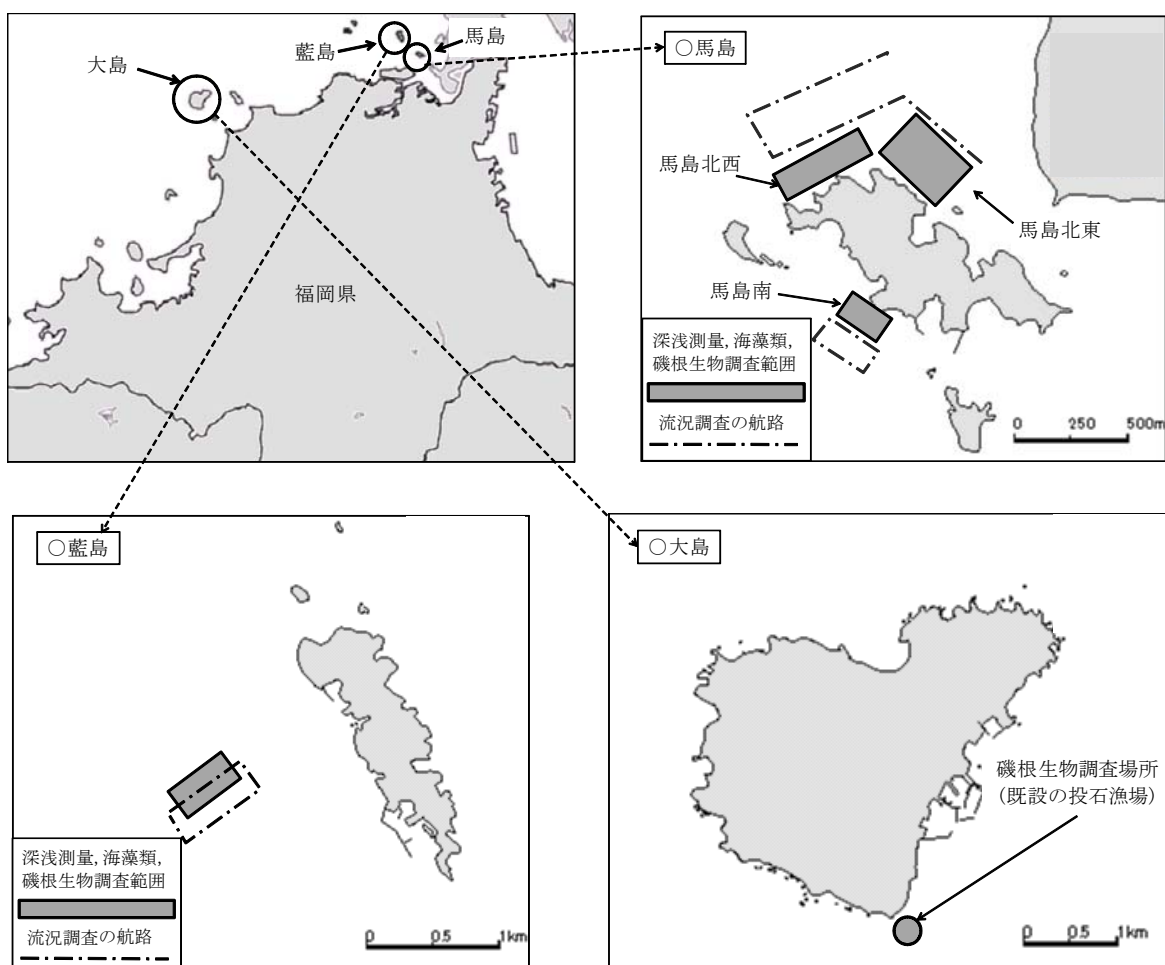 藍島
馬島
大島
福岡県
○馬島
馬島北西
馬島北東
馬島南
深浅測量,海藻類,
磯根生物調査範囲
流況調査の航路
0 250 500m
○藍島
深浅測量,海藻類,
磯根生物調査範囲
流況調査の航路
0 0.5 1km
○大島
磯根生物調査場所
(既設の投石漁場)
0 0.5 1km